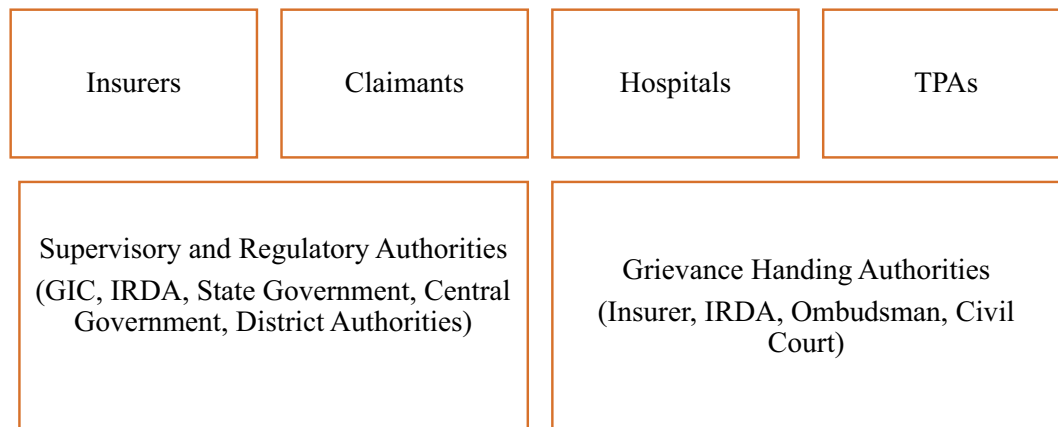 Insurers
Claimants
Hospitals
TPAs
Supervisory and Regulatory Authorities
(GIC, IRDA, State Government, Central
Government, District Authorities)
Grievance Handing Authorities
(Insurer, IRDA, Ombudsman, Civil
Court)